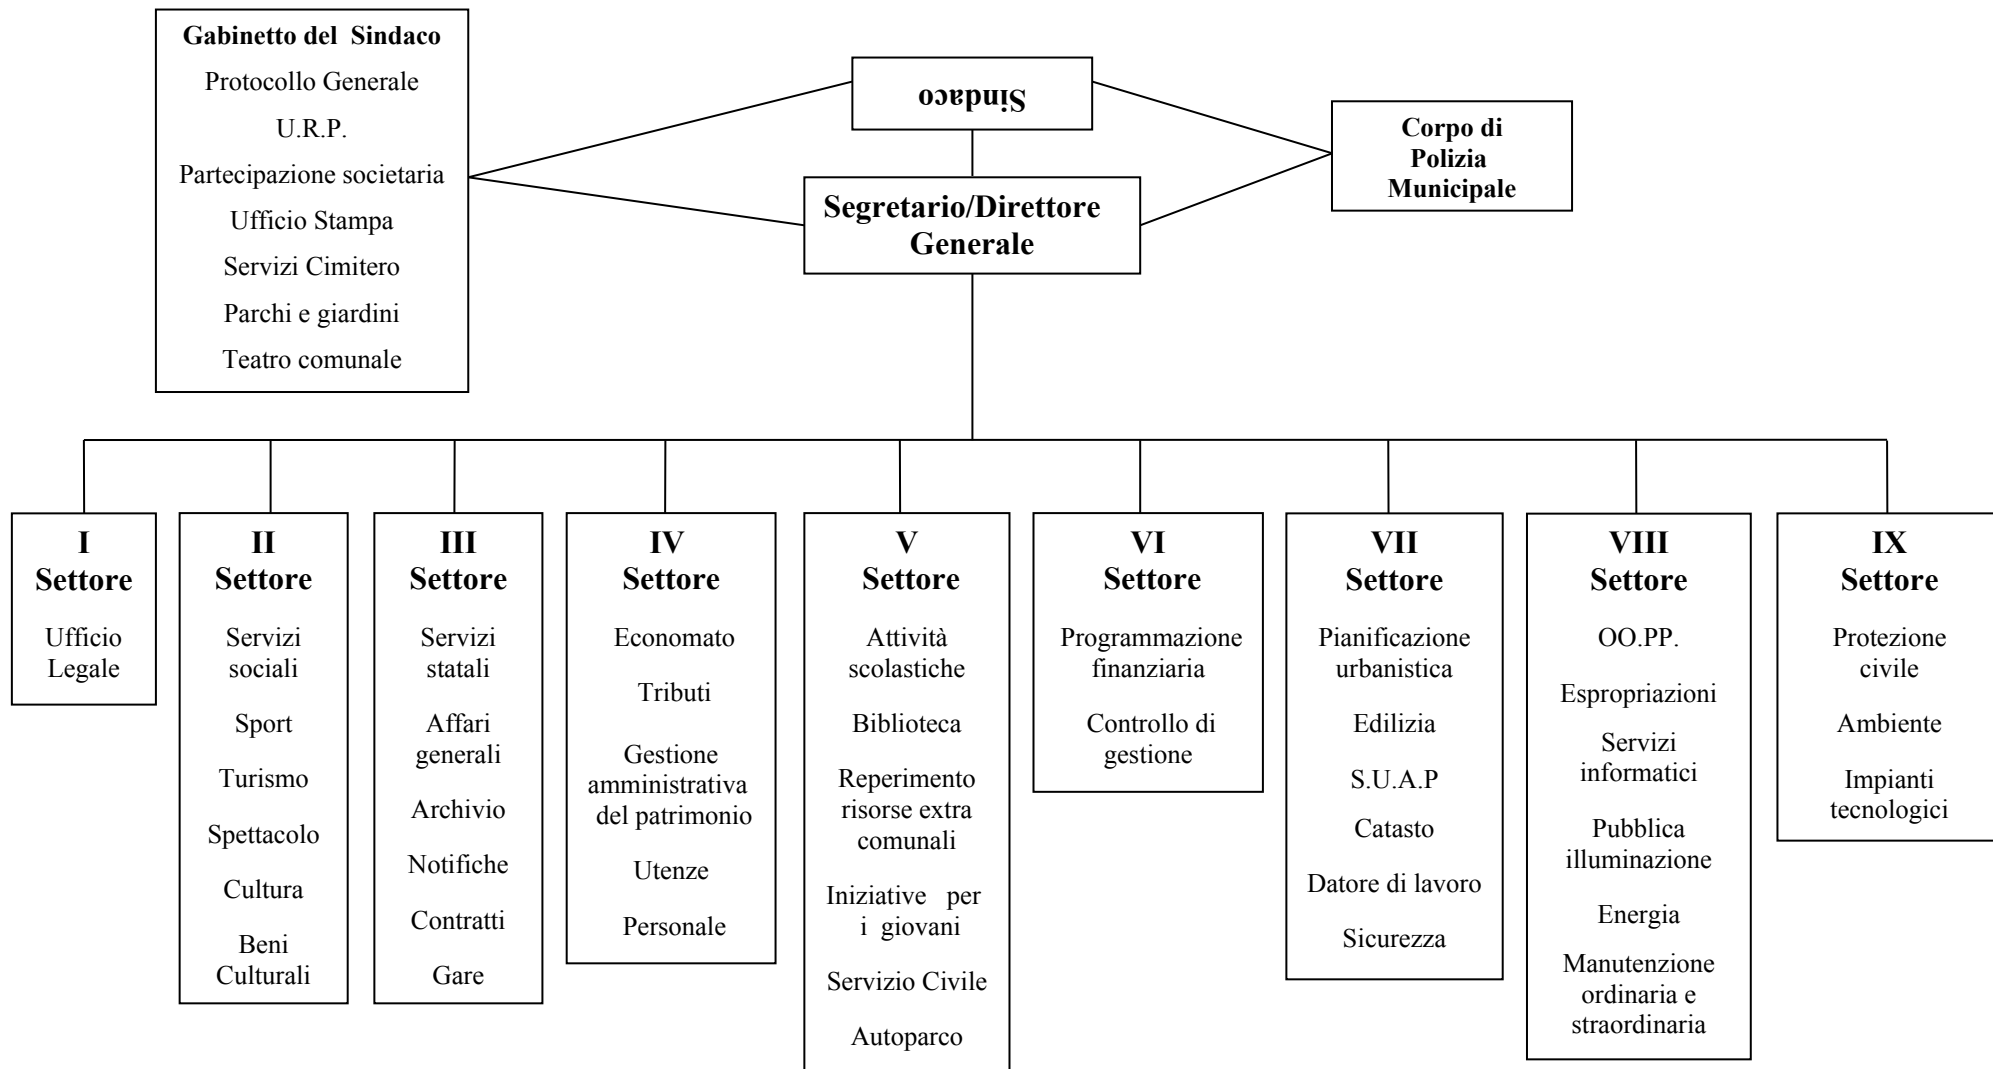 Gabinetto del Sindaco
Protocollo Generale
U.R.P.
Partecipazione societaria
Ufficio Stampa
Servizi Cimitero
Parchi e giardini
Teatro comunale
Sindaco
Segretario/Direttore
Generale
Corpo di
Polizia
Municipale
I
Settore
Ufficio
Legale
II
Settore
Servizi
sociali
Sport
Turismo
Spettacolo
Cultura
Beni
Culturali
III
Settore
Servizi
statali
Affari
generali
Archivio
Notifiche
Contratti
Gare
IV
Settore
Economato
Tributi
Gestione
amministrativa
del patrimonio
Utenze
Personale
V
Settore
Attività
scolastiche
Biblioteca
Reperimento
risorse extra
comunali
Iniziative per
i giovani
Servizio Civile
Autoparco
VI
Settore
Programmazione
finanziaria
Controllo di
gestione
VII
Settore
Pianificazione
urbanistica
Edilizia
S.U.A.P
Catasto
Datore di lavoro
Sicurezza
VIII
Settore
OO.PP.
Espropriazioni
Servizi
informatici
Pubblica
illuminazione
Energia
Manutenzione
ordinaria e
straordinaria
IX
Settore
Protezione
civile
Ambiente
Impianti
tecnologici